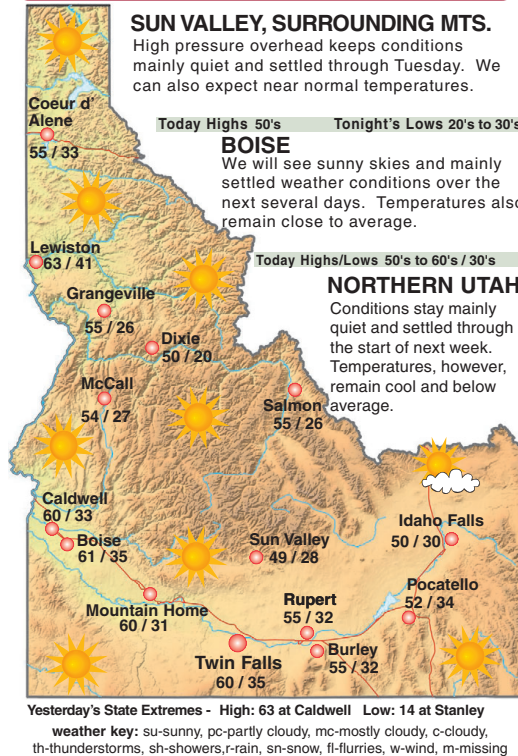 SUN VALLEY, SURROUNDING MTS.
High pressure overhead keeps conditions
mainly quiet and settled through Tuesday. We
can also expect near normal temperatures.
Today Highs 50's Tonight's Lows 20's to 30's
BOISE
We will see sunny skies and mainly
settled weather conditions over the
next several days. Temperatures also
remain close to average.
Today Highs/Lows 50's to 60's / 30's
NORTHERN UTAH
Conditions stay mainly
quiet and settled through
the start of next week.
Temperatures, however,
remain cool and below
average.
Coeur d'
Alene
55 / 33
Lewiston
63 / 41
Grangeville
55 / 26
Dixie
50 / 20
McCall
54 / 27
Salmon
55 / 26
Caldwell
60 / 33
Boise
61 / 35
Sun Valley
49 / 28
Idaho Falls
50 / 30
Mountain Home
60 / 31
Rupert
55 / 32
Pocatello
52 / 34
Twin Falls
60 / 35
Burley
55 / 32
Yesterday's State Extremes - High: 63 at Caldwell Low: 14 at Stanley
weather key: su-sunny, pc-partly cloudy, mc-mostly cloudy, c-cloudy,
th-thunderstorms, sh-showers,r-rain, sn-snow, fl-flurries, w-wind, m-missing